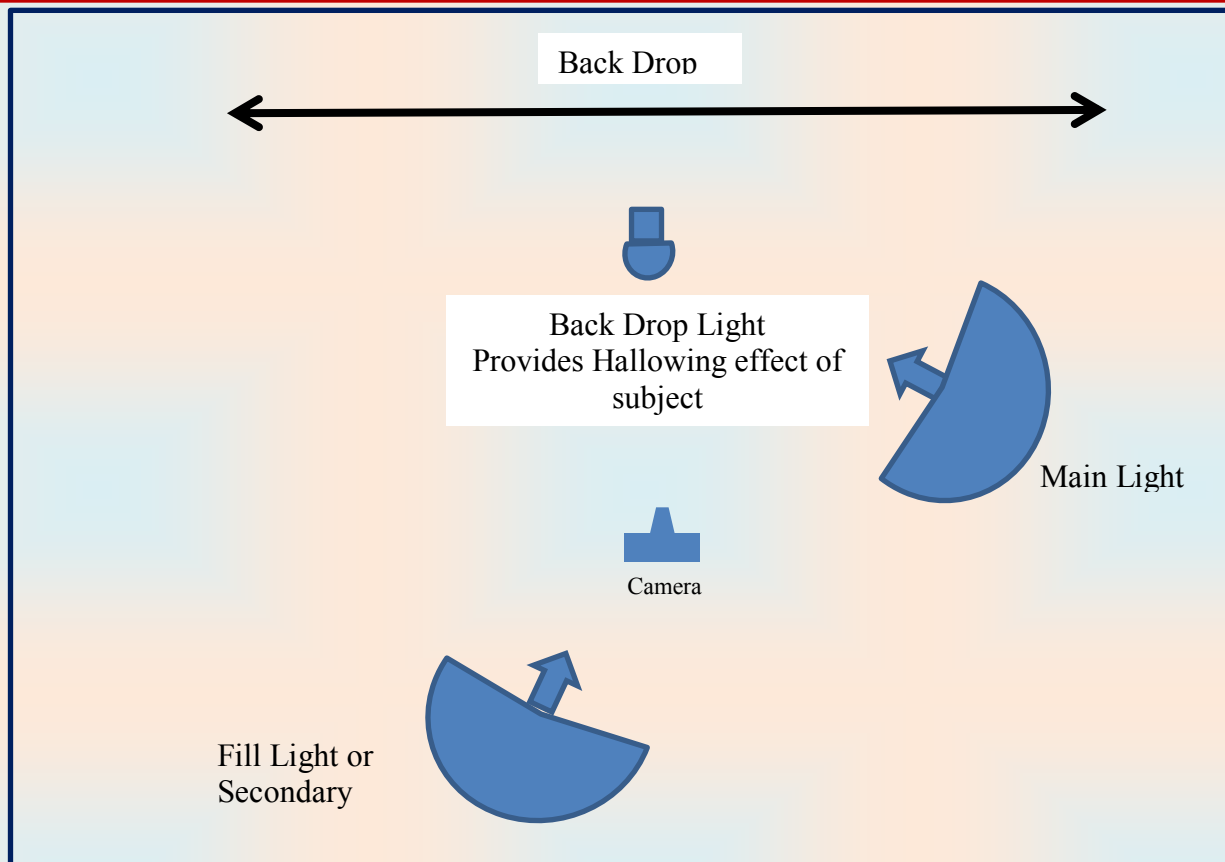 Back Drop
Back Drop Light
Provides Hallowing effect of
subject
Main Light
Camera
Fill Light or
Secondary